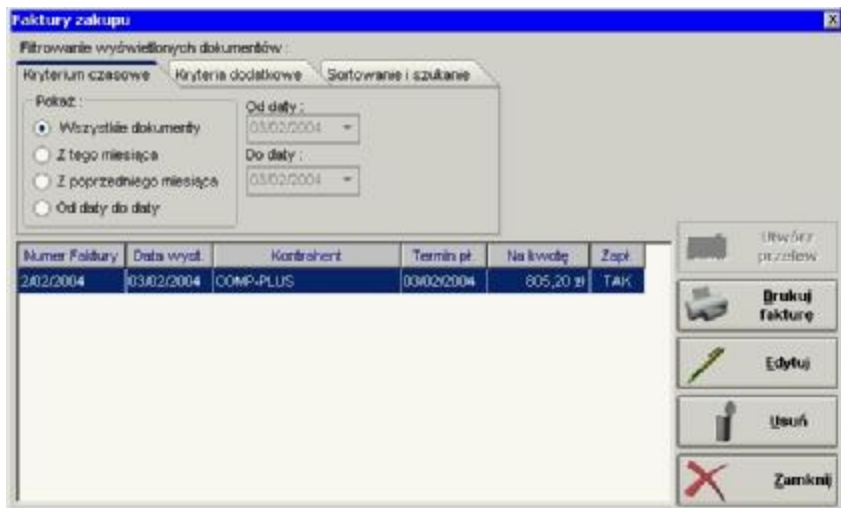 Faktury zakupu
Filtrowanie wyświetlonych dokumentów :
Kryterium czasowe Kryteria dodatkowe Sortowanie i szukanie
Pokaż :
Wszystkie dokumenty
Z tego miesiąca
Z poprzedniego miesiąca
Od daty do daty
Od daty :
03/02/2004
Do daty :
03/02/2004
Numer Faktury Data wyst. Kontrahent Termin pł. Na kwotę Zapł.
2/02/2004 03/02/2004 COMP-PLUS 03/02/2004 805,20 zł TAK
Utwórz
przelew
Drukuj
fakturę
Edytuj
Usuń
Zamknij